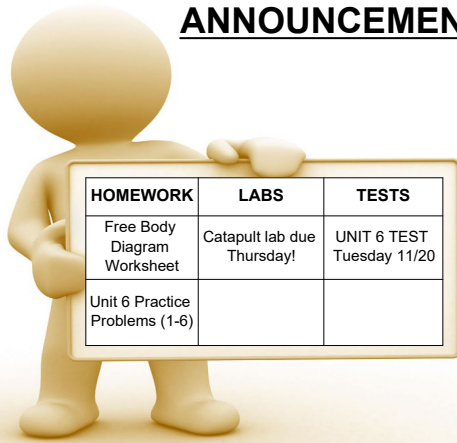 ANNOUNCEMEN
HOMEWORK LABS TESTS
Free Body
Diagram
Worksheet
Catapult lab due
Thursday!
UNIT 6 TEST
Tuesday 11/20
Unit 6 Practice
Problems (1-6)